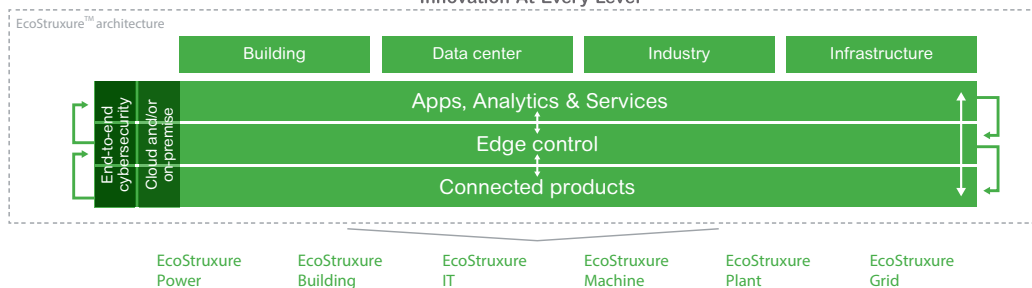 Innovation At Every Level
EcoStruxure™ architecture
Building
Data center
Industry
Infrastructure
End-to-end
cybersecurity
Cloud and/or
on-premise
Apps, Analytics & Services
Edge control
Connected products
EcoStruxure
Power
EcoStruxure
Building
EcoStruxure
IT
EcoStruxure
Machine
EcoStruxure
Plant
EcoStruxure
Grid